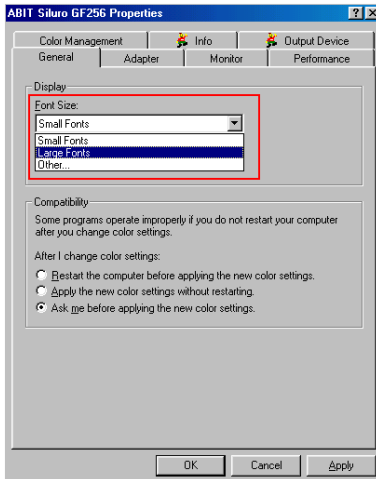 ABIT Siluro GF256 Properties
Color Management
Info
Output Device
General
Adapter
Monitor
Performance
Display
Font Size:
Small Fonts
Small Fonts
Large Fonts
Other...
Compatibility
Some programs operate improperly if you do not restart your computer
after you change color settings.
After I change color settings:
Restart the computer before applying the new color settings.
Apply the new color settings without restarting.
Ask me before applying the new color settings.
OK
Cancel
Apply